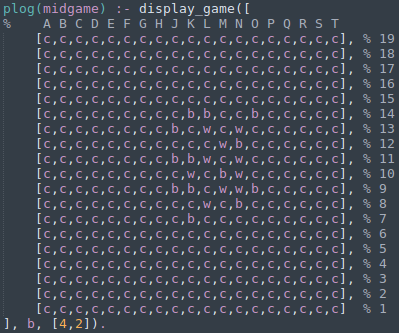 plog(midgame) :- display_game([
%    A B C D E F G H J K L M N O P Q R S T
    [c,c,c,c,c,c,c,c,c,c,c,c,c,c,c,c,c,c,c], % 19
    [c,c,c,c,c,c,c,c,c,c,c,c,c,c,c,c,c,c,c], % 18
    [c,c,c,c,c,c,c,c,c,c,c,c,c,c,c,c,c,c,c], % 17
    [c,c,c,c,c,c,c,c,c,c,c,c,c,c,c,c,c,c,c], % 16
    [c,c,c,c,c,c,c,c,c,c,c,c,c,c,c,c,c,c,c], % 15
    [c,c,c,c,c,c,c,c,c,b,b,c,c,b,c,c,c,c,c], % 14
    [c,c,c,c,c,c,c,c,b,c,w,c,w,c,c,c,c,c,c], % 13
    [c,c,c,c,c,c,c,c,c,c,c,w,b,c,c,c,c,c,c], % 12
    [c,c,c,c,c,c,c,c,b,b,w,c,w,c,c,c,c,c,c], % 11
    [c,c,c,c,c,c,c,c,c,w,c,b,w,c,c,c,c,c,c], % 10
    [c,c,c,c,c,c,c,c,b,b,c,w,w,b,c,c,c,c,c], % 9
    [c,c,c,c,c,c,c,c,c,c,w,c,b,c,c,c,c,c,c], % 8
    [c,c,c,c,c,c,c,c,c,b,c,c,c,c,c,c,c,c,c], % 7
    [c,c,c,c,c,c,c,c,c,c,c,c,c,c,c,c,c,c,c], % 6
    [c,c,c,c,c,c,c,c,c,c,c,c,c,c,c,c,c,c,c], % 5
    [c,c,c,c,c,c,c,c,c,c,c,c,c,c,c,c,c,c,c], % 4
    [c,c,c,c,c,c,c,c,c,c,c,c,c,c,c,c,c,c,c], % 3
    [c,c,c,c,c,c,c,c,c,c,c,c,c,c,c,c,c,c,c], % 2
    [c,c,c,c,c,c,c,c,c,c,c,c,c,c,c,c,c,c,c]  % 1
], b, [4,2]).